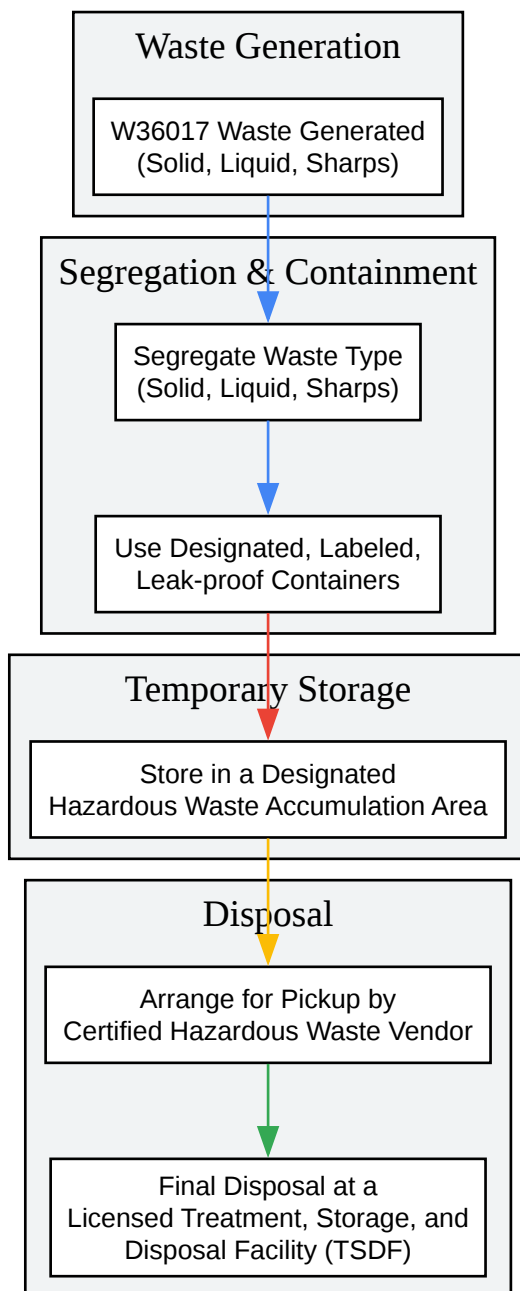 Waste Generation
W36017 Waste Generated
(Solid, Liquid, Sharps)
Segregation & Containment
Segregate Waste Type
(Solid, Liquid, Sharps)
Use Designated, Labeled,
Leak-proof Containers
Temporary Storage
Store in a Designated
Hazardous Waste Accumulation Area
Disposal
Arrange for Pickup by
Certified Hazardous Waste Vendor
Final Disposal at a
Licensed Treatment, Storage, and
Disposal Facility (TSDF)